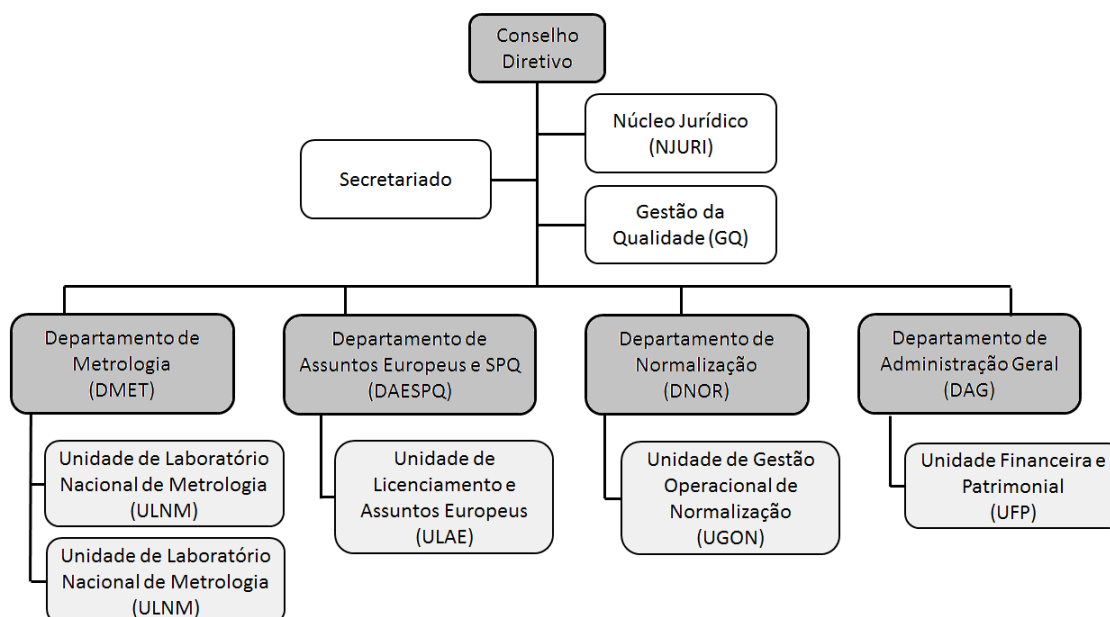 Conselho
Diretivo
Núcleo Jurídico
(NJURI)
Secretariado
Gestão da
Qualidade (GQ)
Departamento de
Metrologia
(DMET)
Departamento de
Assuntos Europeus e SPQ
(DAESPQ)
Departamento de
Normalização
(DNOR)
Departamento de
Administração Geral
(DAG)
Unidade de Laboratório
Nacional de Metrologia
(ULNM)
Unidade de Laboratório
Nacional de Metrologia
(ULNM)
Unidade de
Licenciamento e
Assuntos Europeus
(ULAE)
Unidade de Gestão
Operacional de
Normalização
(UGON)
Unidade Financeira e
Patrimonial
(UFP)